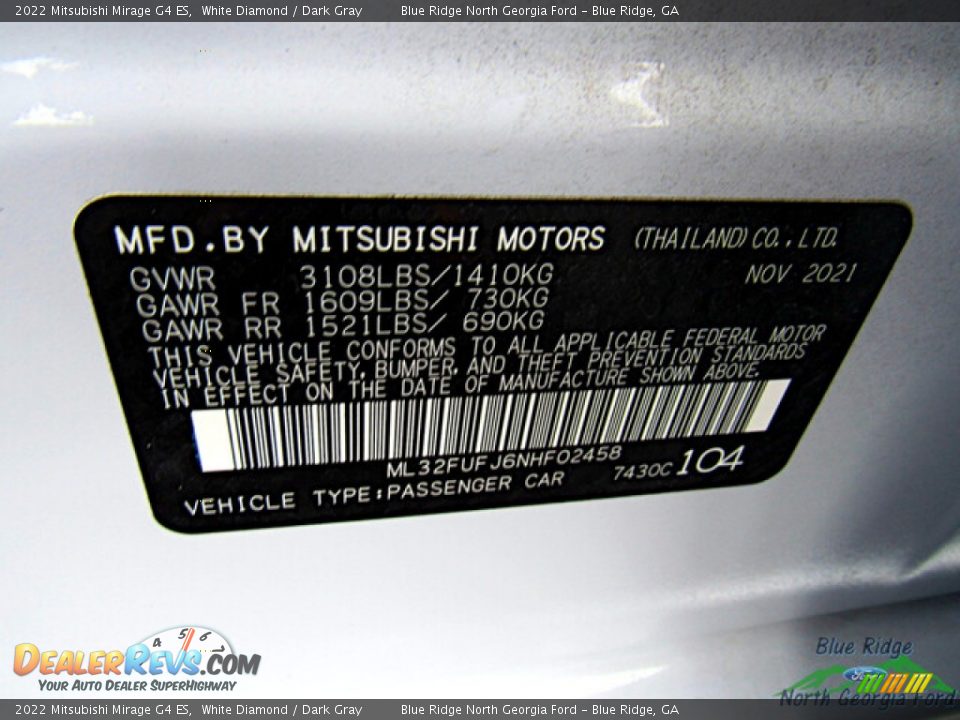 2022 Mitsubishi Mirage G4 ES, White Diamond / Dark Gray Blue Ridge North Georgia Ford - Blue Ridge, GA
MFD.BY MITSUBISHI MOTORS (THAILAND) CO., LTD.
GVWR 3108LBS/1410KG NOV 2021
GAWR FR 1609LBS/ 730KG
GAWR RR 1521LBS/ 690KG
THIS VEHICLE CONFORMS TO ALL APPLICABLE FEDERAL MOTOR
VEHICLE SAFETY, BUMPER, AND THEFT PREVENTION STANDARDS
IN EFFECT ON THE DATE OF MANUFACTURE SHOWN ABOVE.
ML32FUFJ6NHF02458
7430C 104
VEHICLE TYPE:PASSENGER CAR
4 5 6
DEALERREVS.COM
YOUR AUTO DEALER SUPERHIGHWAY
Blue Ridge
Ford
North Georgia Ford
2022 Mitsubishi Mirage G4 ES, White Diamond / Dark Gray Blue Ridge North Georgia Ford - Blue Ridge, GA